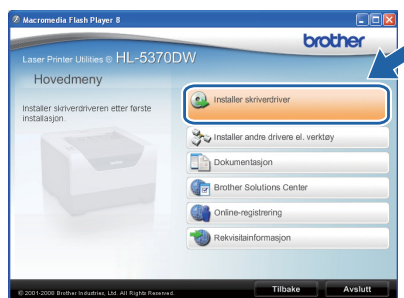 Macromedia Flash Player 8
brother
Laser Printer Utilities ® HL-5370DW
Hovedmeny
Installer skriverdriveren etter første
installasjon.
Installer skriverdriver
Installer andre drivere el. verktøy
Dokumentasjon
Brother Solutions Center
Online-registrering
Rekvisitainformasjon
© 2001-2008 Brother Industries, Ltd. All Rights Reserved.
Tilbake
Avslutt